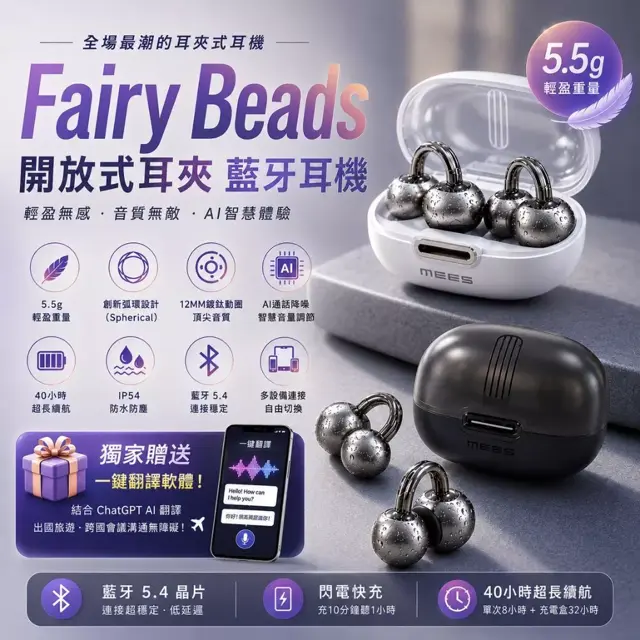 全場最潮的耳夾式耳機
Fairy Beads
開放式耳夾 藍牙耳機
輕盈無感 · 音質無敵 · AI智慧體驗
5.5g
輕盈重量
MEES
5.5g
輕盈重量
創新弧環設計
(Spherical)
12MM鍍鈦動圈
頂尖音質
AI
AI通話降噪
智慧音量調節
40小時
超長續航
IP54
防水防塵
藍牙 5.4
連接穩定
多設備連接
自由切換
MEES
獨家贈送
一鍵翻譯軟體！
結合 ChatGPT AI 翻譯
出國旅遊 · 跨國會議溝通無障礙！
一鍵翻譯
Hello! How can
I help you?
藍牙 5.4 晶片
連接超穩定 · 低延遲
閃電快充
充10分鐘聽1小時
40小時超長續航
單次8小時 + 充電盒32小時